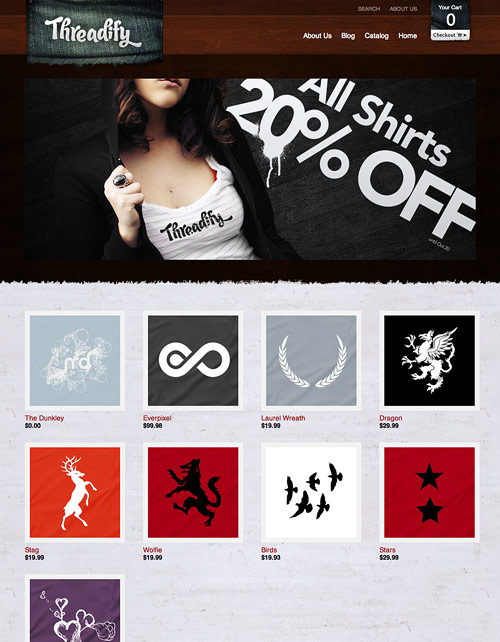 Threadify
SEARCH ABOUT US
About Us Blog Catalog Home
Your Cart
0
Checkout
All Shirts
20% OFF
until Oct 20
Threadify
The Dunkley
$0.00
Everpixel
$99.98
Laurel Wreath
$19.99
Dragon
$29.99
Stag
$19.99
Wolfie
$19.99
Birds
$19.93
Stars
$29.99